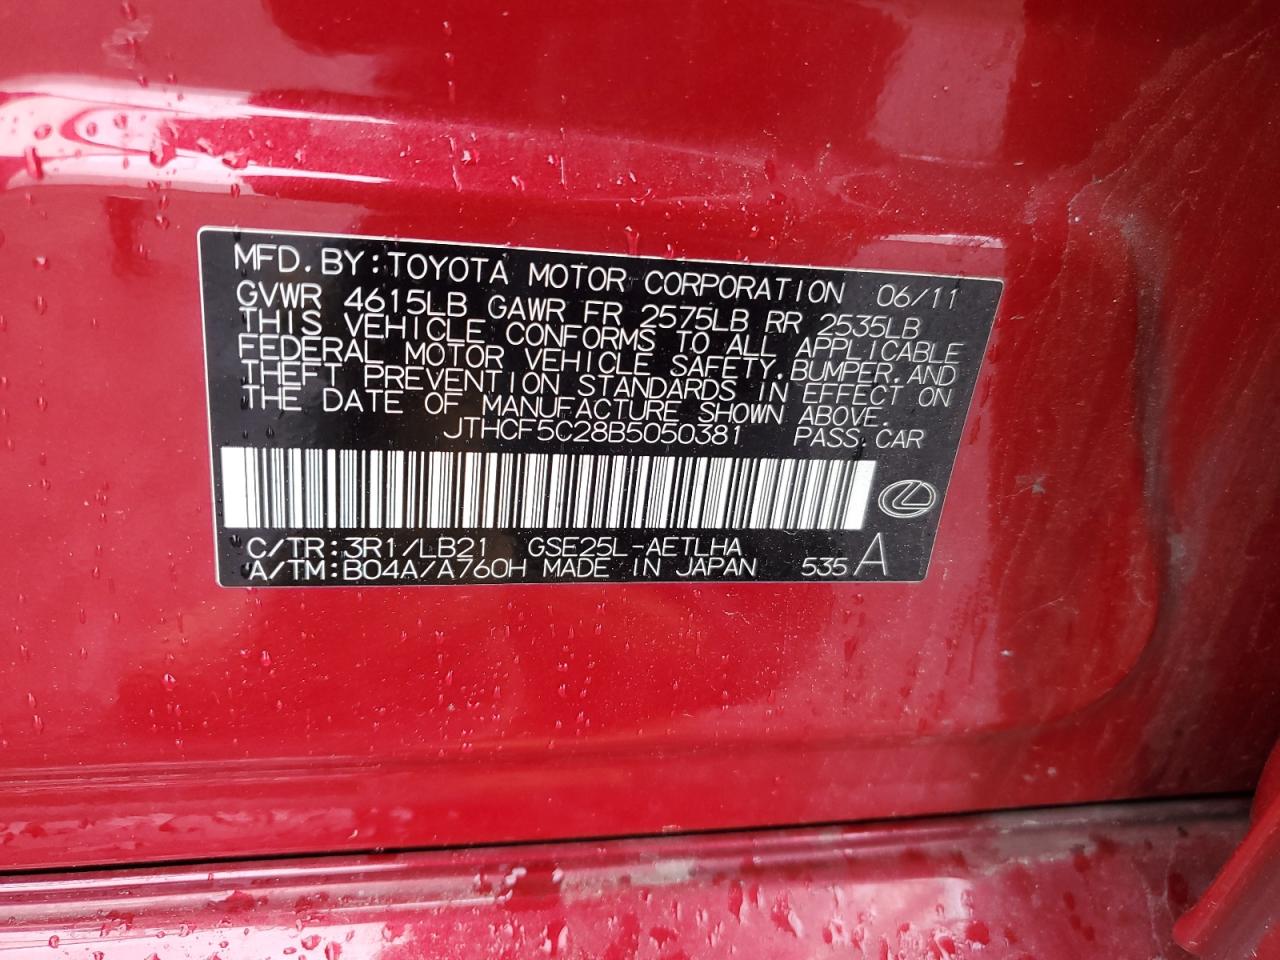 MFD. BY: TOYOTA MOTOR CORPORATION 06/11
GVWR 4615LB GAWR FR 2575LB RR 2535LB
THIS VEHICLE CONFORMS TO ALL APPLICABLE
FEDERAL MOTOR VEHICLE SAFETY, BUMPER, AND
THEFT PREVENTION STANDARDS IN EFFECT ON
THE DATE OF MANUFACTURE SHOWN ABOVE.
JTHCF5C28B5050381 PASS. CAR
C/TR: 3R1/LB21 GSE25L-AETLHA
A/TM: B04A/A760H MADE IN JAPAN 535 A